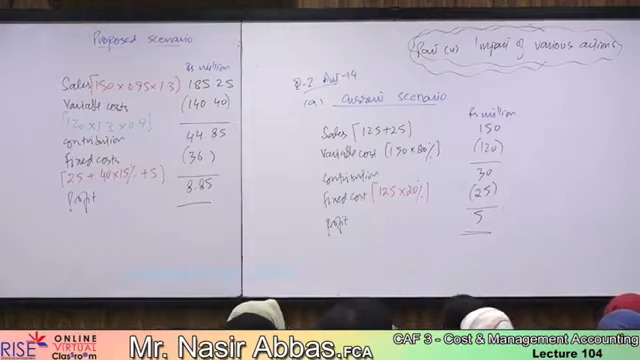 Proposed scenario
Rs million
Sales [150 x 0.95 x 1.3] 185.25
Variable costs (140.40)
[120 x 1.3 x 0.9]
contribution 44.85
Fixed costs (36)
[25 + 40 x 15% + 5]
8.85
Profit
Part (iv) Impact of various actions
Q-2 Aut-14
(a) Current scenario
Rs million
Sales [125+25] 150
Variable cost [150 x 80%] (120)
contribution 30
Fixed cost [125 x 20%] (25)
profit 5
RISE ONLINE VIRTUAL Classroom
Mr. Nasir Abbas.FCA
CAF 3 - Cost & Management Accounting
Lecture 104